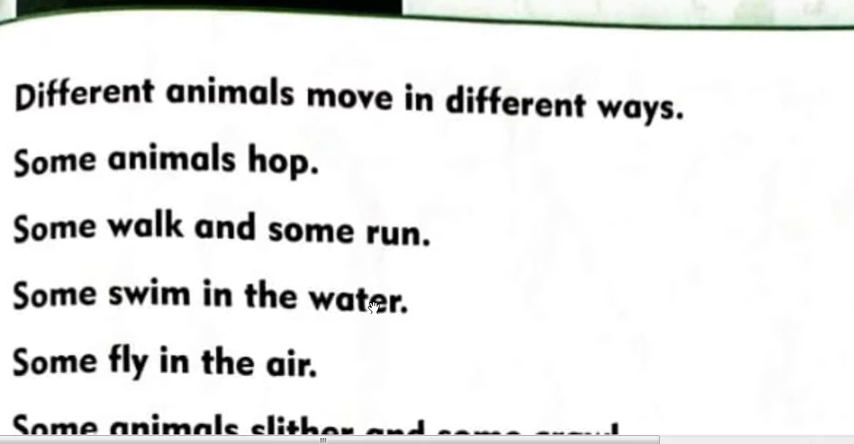 Different animals move in different ways.
Some animals hop.
Some walk and some run.
Some swim in the water.
Some fly in the air.
Some animals slither and some crawl